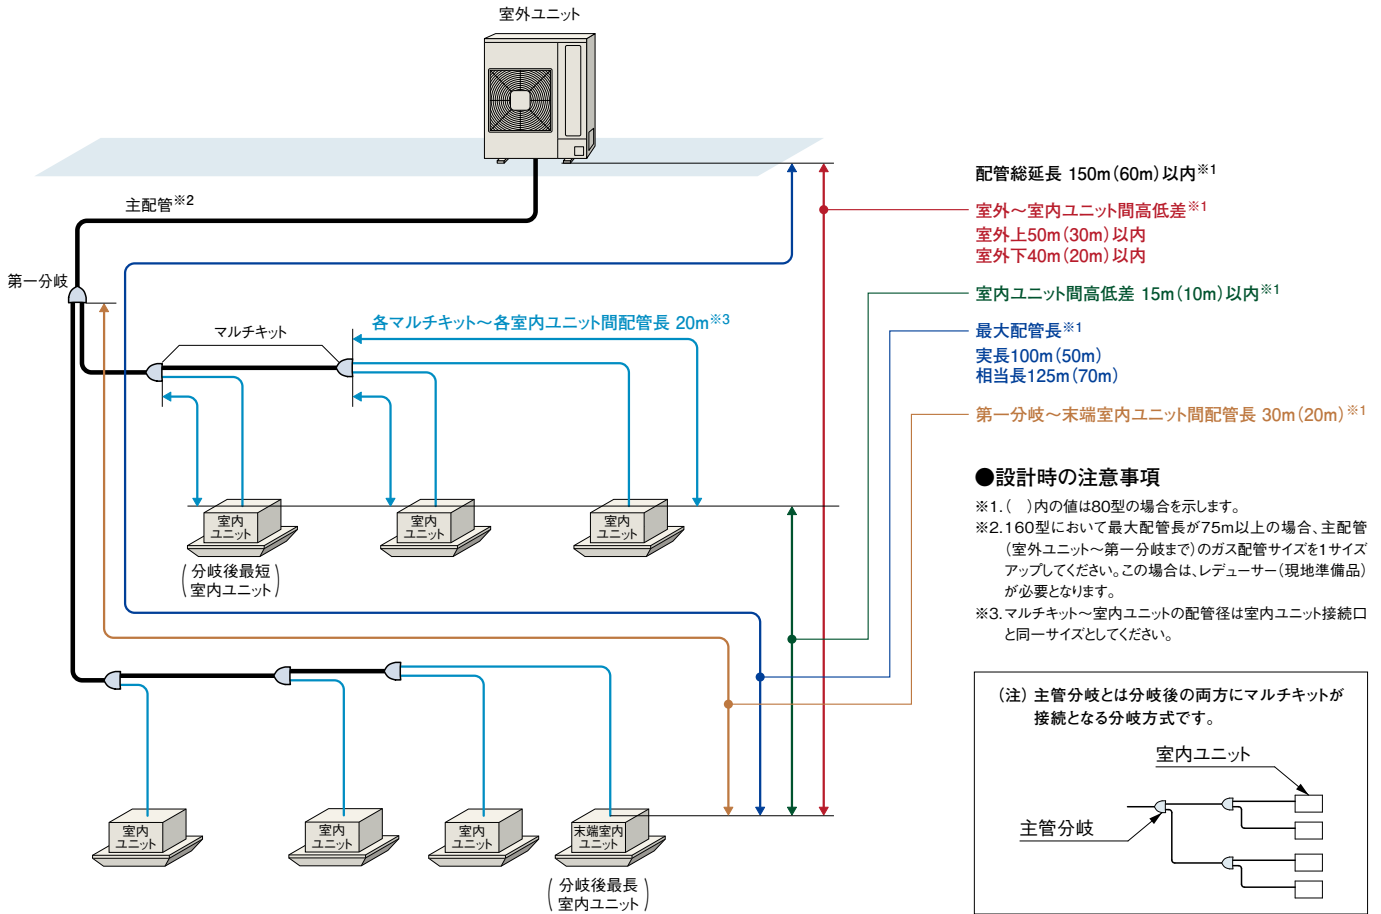 室外ユニット
主配管※2
第一分岐
マルチキット
各マルチキット～各室内ユニット間配管長 20m※3
室内
ユニット
室内
ユニット
室内
ユニット
(分岐後最短
室内ユニット)
室内
ユニット
室内
ユニット
室内
ユニット
末端室内
ユニット
(分岐後最長
室内ユニット)
配管総延長 150m(60m)以内※1
室外～室内ユニット間高低差※1
室外上50m(30m)以内
室外下40m(20m)以内
室内ユニット間高低差 15m(10m)以内※1
最大配管長※1
実長100m(50m)
相当長125m(70m)
第一分岐～末端室内ユニット間配管長 30m(20m)※1
●設計時の注意事項
※1.(　)内の値は80型の場合を示します。
※2.160型において最大配管長が75m以上の場合、主配管
(室外ユニット～第一分岐まで)のガス配管サイズを1サイズ
アップしてください。この場合は、レデューサー(現地準備品)
が必要となります。
※3.マルチキット～室内ユニットの配管径は室内ユニット接続口
と同一サイズとしてください。
(注) 主管分岐とは分岐後の両方にマルチキットが
接続となる分岐方式です。
室内ユニット
主管分岐